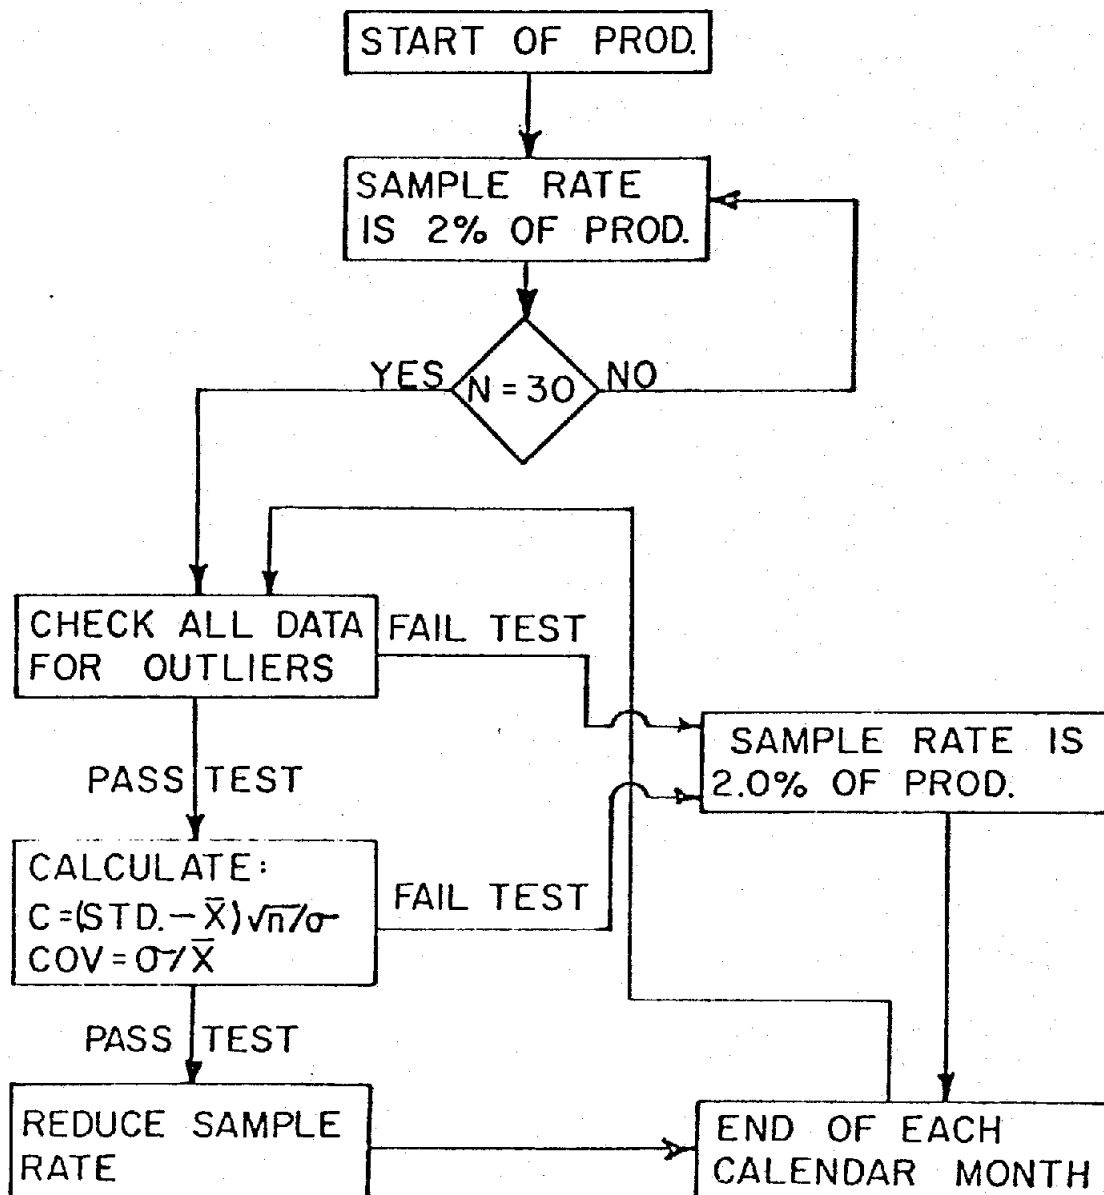 START OF PROD.
SAMPLE RATE
IS 2% OF PROD.
YES
N = 30
NO
CHECK ALL DATA
FOR OUTLIERS
FAIL TEST
SAMPLE RATE IS
2.0% OF PROD.
PASS TEST
CALCULATE:
C=(STD.-X̄)√n/σ
COV=σ/X̄
FAIL TEST
PASS TEST
REDUCE SAMPLE
RATE
END OF EACH
CALENDAR MONTH